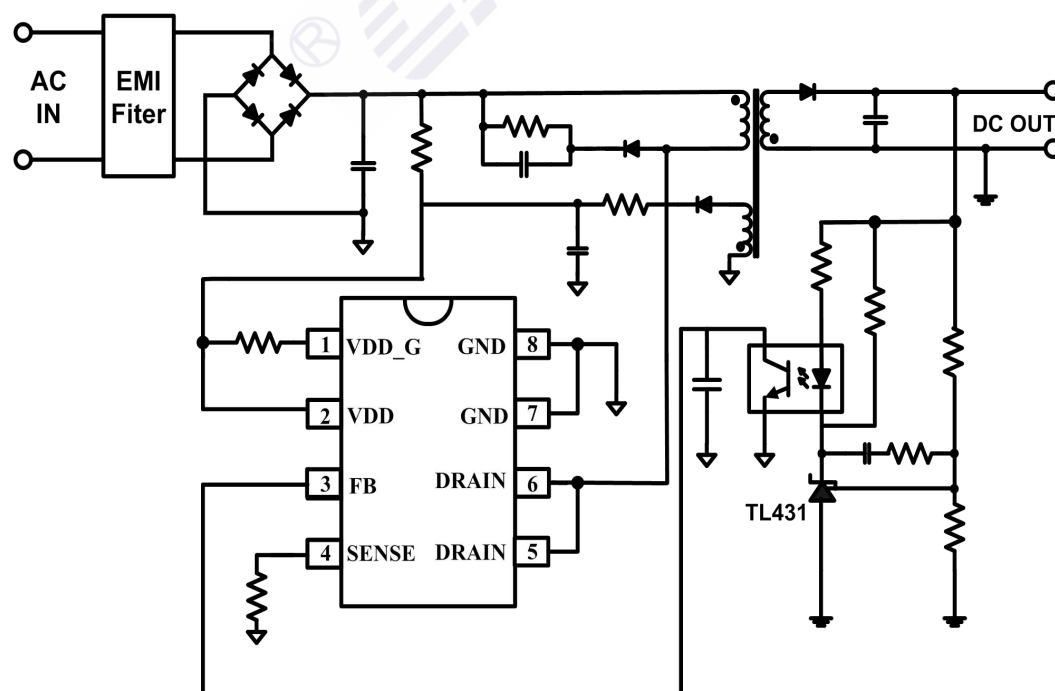 ®
AC
IN
EMI
Fiter
DC OUT
1 VDD_G GND 8
2 VDD GND 7
3 FB DRAIN 6
4 SENSE DRAIN 5
TL431